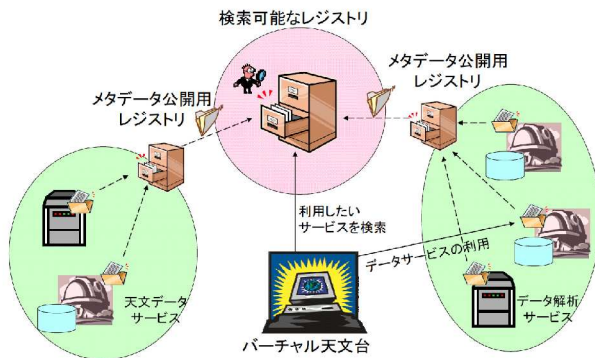 検索可能なレジストリ
メタデータ公開用
レジストリ
メタデータ公開用
レジストリ
利用したい
サービスを検索
データサービスの利用
天文データ
サービス
データ解析
サービス
バーチャル天文台